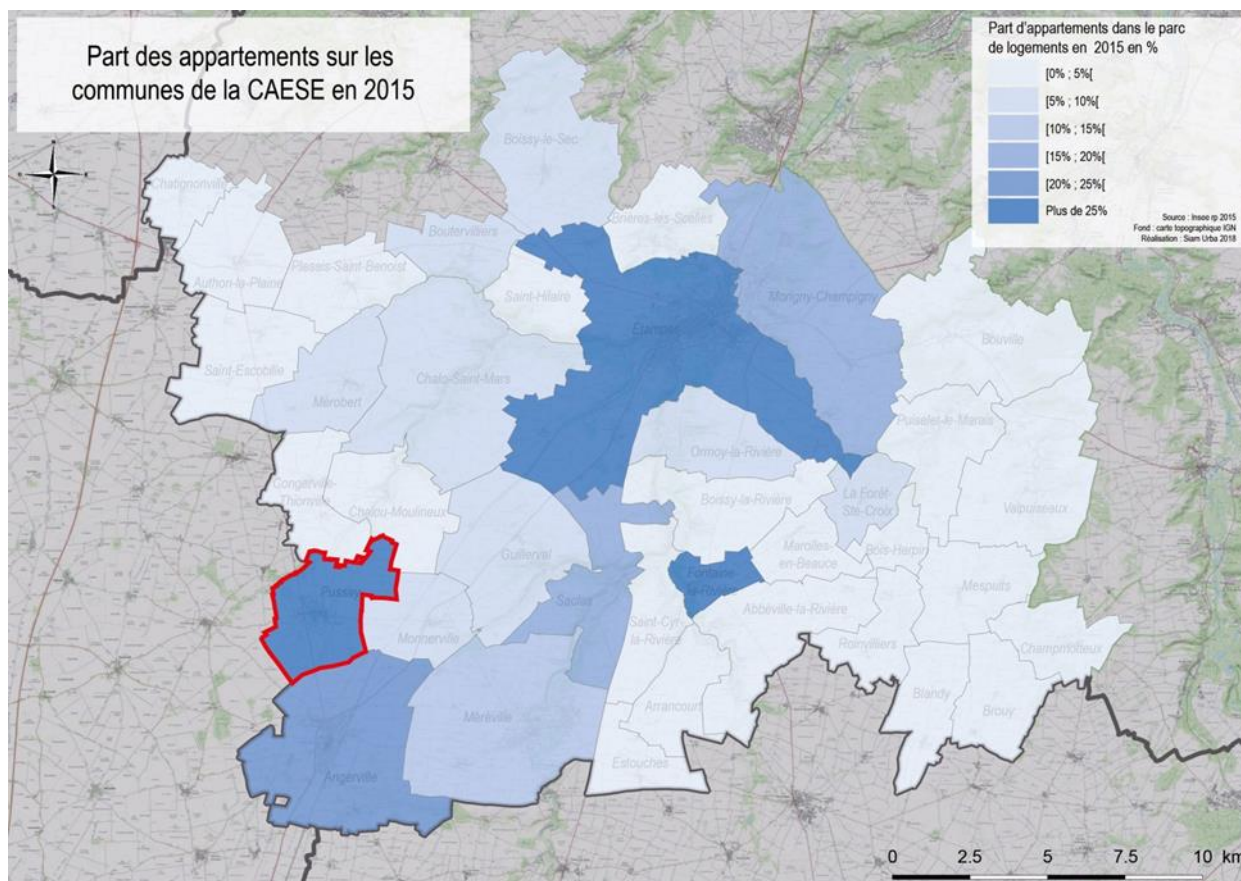 Part des appartements sur les
communes de la CAESE en 2015
Part d'appartements dans le parc
de logements en 2015 en %
[0% ; 5%[
[5% ; 10%[
[10% ; 15%[
[15% ; 20%[
[20% ; 25%[
Plus de 25%
Source : Insee rp 2015
Fond : carte topographique IGN
Réalisation : Siam Urba 2018
Boissy-le-Sec
Chatignonville
Brières-les-Scelles
Boutervilliers
Plessis-Saint-Benoist
Authon-la-Plaine
Saint-Hilaire
Morigny-Champigny
Étampes
Bouville
Saint-Escobille
Chalo-Saint-Mars
Mérobert
Puiselet-le-Marais
Ormoy-la-Rivière
Congerville-
Thionville
Chalou-Moulineux
Boissy-la-Rivière
La Forêt-
Ste-Croix
Valpuiseaux
Guillerval
Marolles-
en-Beauce
Bois-Herpin
Pussay
Fontaine-
la-Rivière
Mespuits
Saclas
Abbéville-la-Rivière
Monnerville
Saint-Cyr-
la-Rivière
Roinvilliers
Champmotteux
Blandy
Brouy
Méréville
Arrancourt
Estouches
Angerville
0 2.5 5 7.5 10 km